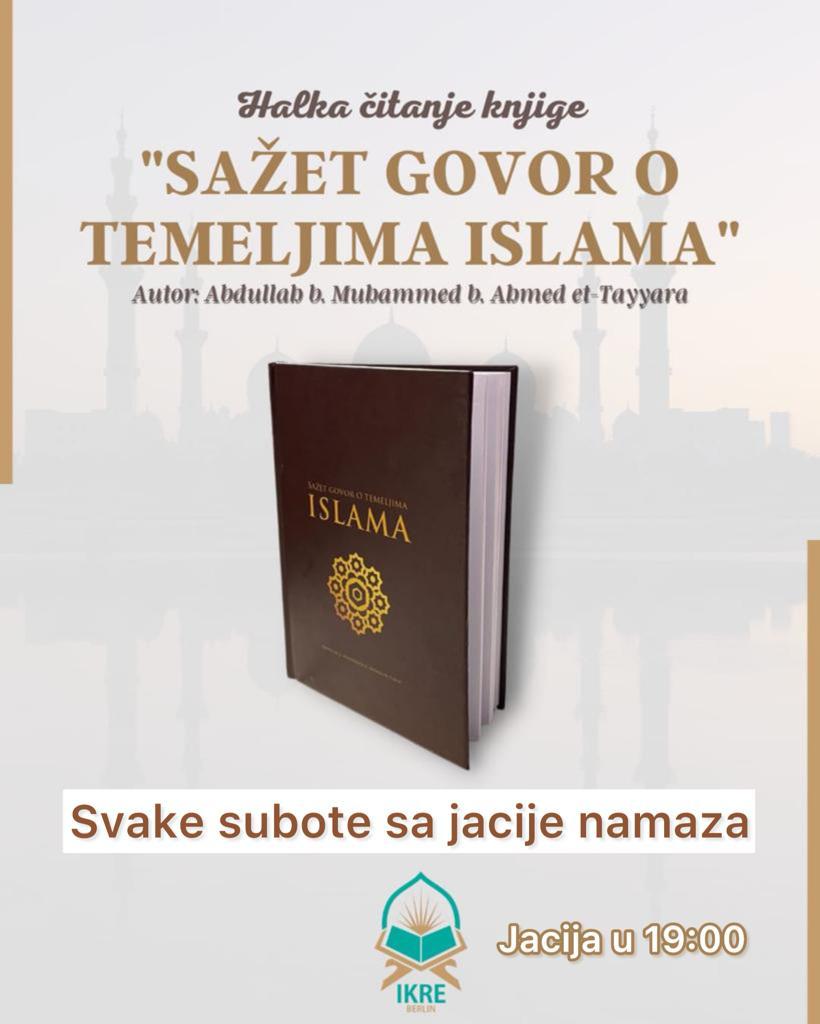 Halka čitanje knjige
"SAŽET GOVOR O
TEMELJIMA ISLAMA"
Autor: Abdullah b. Muhammed b. Ahmed et-Tayyara
SAŽET GOVOR O TEMELJIMA
ISLAMA
Svake subote sa jacije namaza
Jacija u 19:00
IKRE
BERLIN